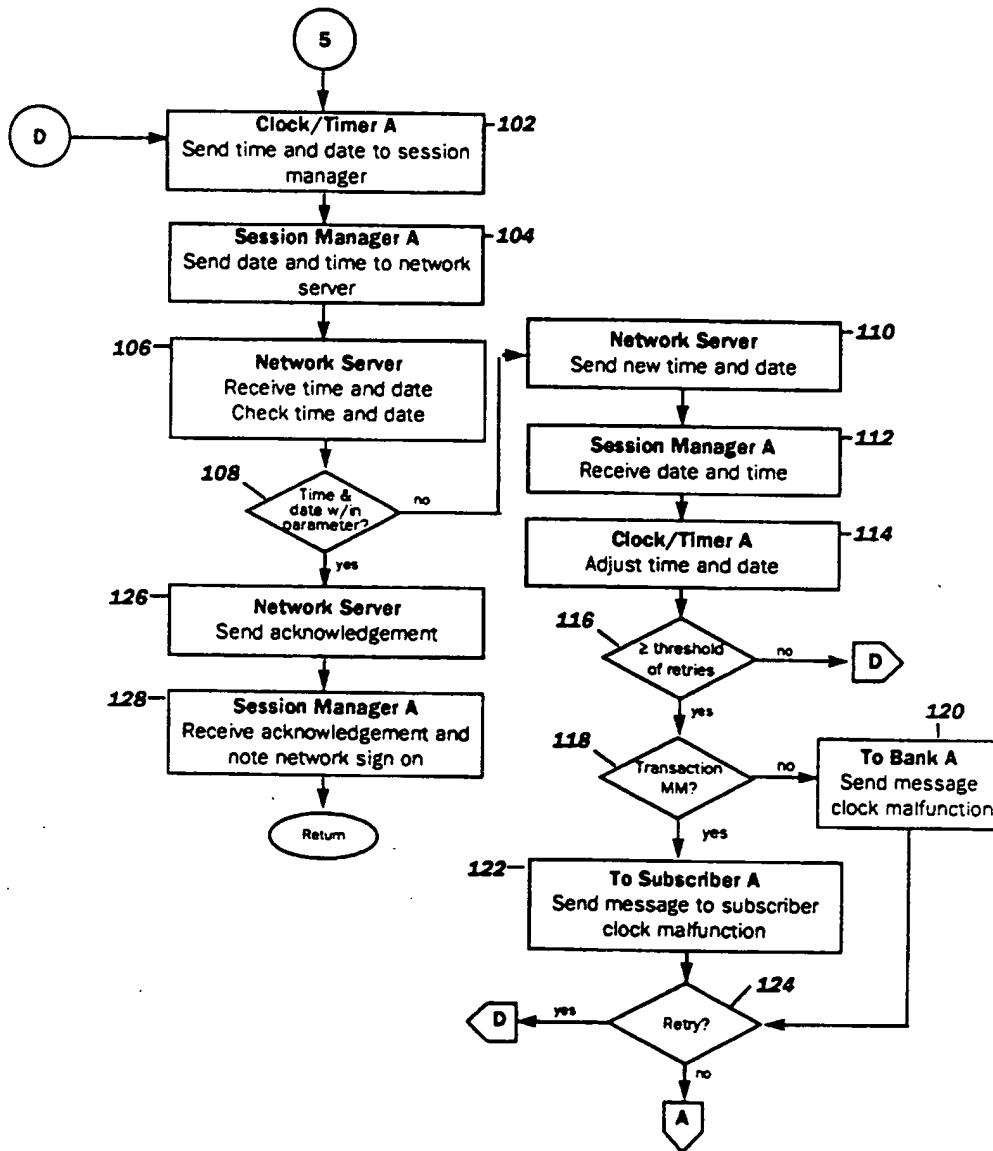 5
D
Clock/Timer A
102
Send time and date to session
manager
Session Manager A
104
Send date and time to network
server
106
Network Server
Receive time and date
Check time and date
108
Time &
date w/in
parameter?
no
yes
126
Network Server
Send acknowledgement
128
Session Manager A
Receive acknowledgement and
note network sign on
Return
Network Server
110
Send new time and date
Session Manager A
112
Receive date and time
Clock/Timer A
114
Adjust time and date
116
≥ threshold
of retries
no
D
yes
118
Transaction
MM?
no
120
To Bank A
Send message
clock malfunction
yes
122
To Subscriber A
Send message to subscriber
clock malfunction
124
Retry?
yes
D
no
A